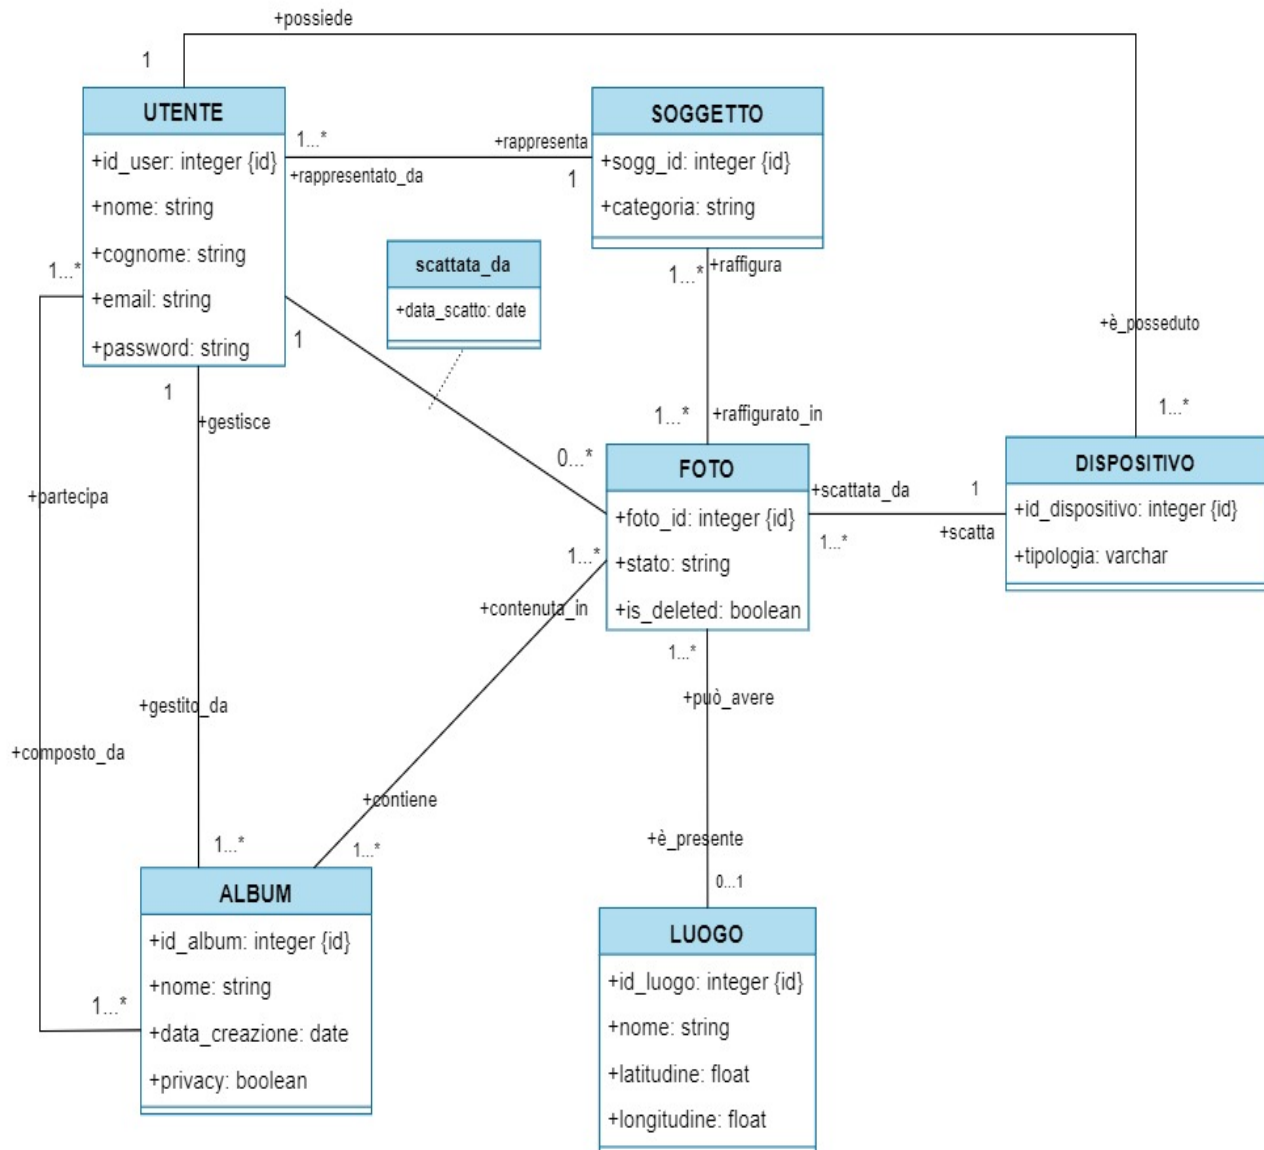 +possiede
1
UTENTE
+id_user: integer {id}
+nome: string
+cognome: string
+email: string
+password: string
SOGGETTO
+sogg_id: integer {id}
+categoria: string
1...*
+rappresentato_da
+rappresenta
1
scattata_da
+data_scatto: date
1...*
+raffigura
1...*
1
1
+gestisce
+è_posseduto
1...*
1...*
+raffigurato_in
0...*
FOTO
+foto_id: integer {id}
+stato: string
+is_deleted: boolean
+scattata_da
1
+scatta
1...*
DISPOSITIVO
+id_dispositivo: integer {id}
+tipologia: varchar
+partecipa
1...*
+contenuta_in
1...*
+può_avere
+gestito_da
+composto_da
+contiene
1...*
1...*
+è_presente
0...1
ALBUM
+id_album: integer {id}
+nome: string
+data_creazione: date
+privacy: boolean
1...*
LUOGO
+id_luogo: integer {id}
+nome: string
+latitudine: float
+longitudine: float